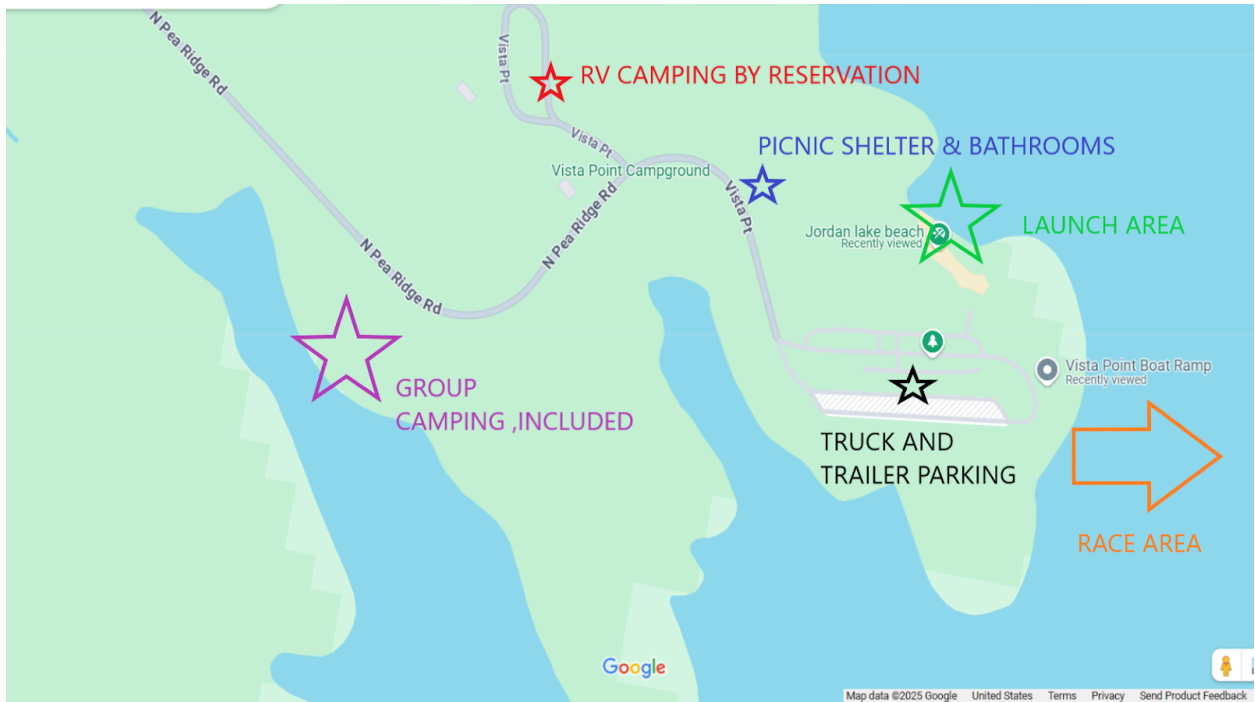 N Pea Ridge Rd
Vista Pt
RV CAMPING BY RESERVATION
Vista Pt
PICNIC SHELTER & BATHROOMS
Vista Point Campground
Vista Pt
N Pea Ridge Rd
Jordan lake beach
Recently viewed
LAUNCH AREA
N Pea Ridge Rd
Vista Point Boat Ramp
Recently viewed
GROUP
CAMPING ,INCLUDED
TRUCK AND
TRAILER PARKING
RACE AREA
Google
Map data ©2025 Google United States Terms Privacy Send Product Feedback